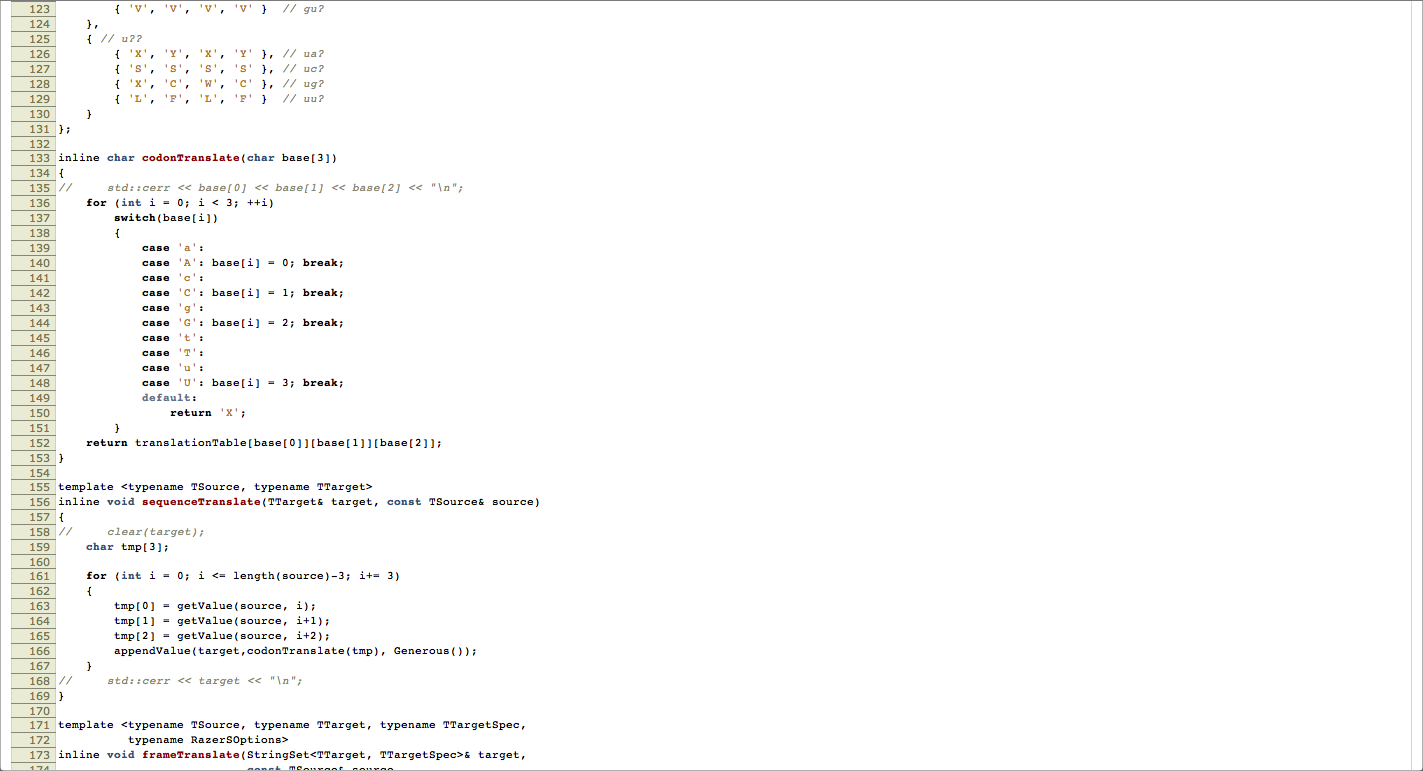 123 { 'V', 'V', 'V', 'V' } // gu?
124 },
125 { // u??
126 { 'X', 'Y', 'X', 'Y' }, // ua?
127 { 'S', 'S', 'S', 'S' }, // uc?
128 { 'X', 'C', 'W', 'C' }, // ug?
129 { 'L', 'F', 'L', 'F' } // uu?
130 }
131 };
132
133 inline char codonTranslate(char base[3])
134 {
135 // std::cerr << base[0] << base[1] << base[2] << "\n";
136 for (int i = 0; i < 3; ++i)
137 switch(base[i])
138 {
139 case 'a':
140 case 'A': base[i] = 0; break;
141 case 'c':
142 case 'C': base[i] = 1; break;
143 case 'g':
144 case 'G': base[i] = 2; break;
145 case 't':
146 case 'T':
147 case 'u':
148 case 'U': base[i] = 3; break;
149 default:
150 return 'X';
151 }
152 return translationTable[base[0]][base[1]][base[2]];
153 }
154
155 template <typename TSource, typename TTarget>
156 inline void sequenceTranslate(TTarget& target, const TSource& source)
157 {
158 // clear(target);
159 char tmp[3];
160
161 for (int i = 0; i <= length(source)-3; i+= 3)
162 {
163 tmp[0] = getValue(source, i);
164 tmp[1] = getValue(source, i+1);
165 tmp[2] = getValue(source, i+2);
166 appendValue(target,codonTranslate(tmp), Generous());
167 }
168 // std::cerr << target << "\n";
169 }
170
171 template <typename TSource, typename TTarget, typename TTargetSpec,
172 typename RazerSOptions>
173 inline void frameTranslate(StringSet<TTarget, TTargetSpec>& target,
174 const TSource& source,